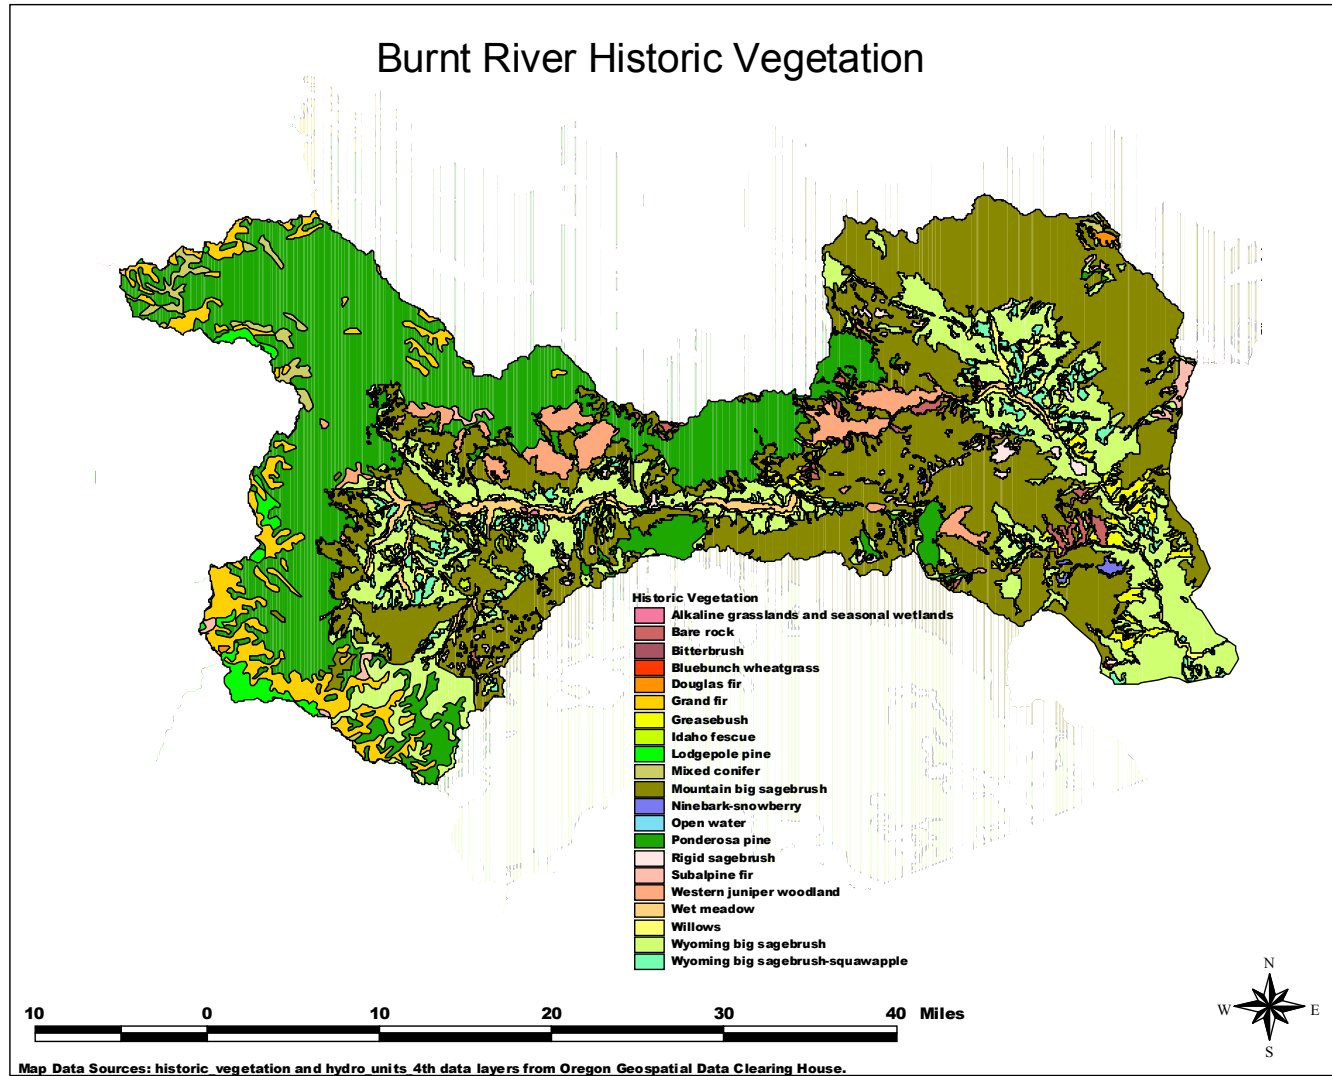 Burnt River Historic Vegetation
Historic Vegetation
Alkaline grasslands and seasonal wetlands
Bare rock
Bitterbrush
Bluebunch wheatgrass
Douglas fir
Grand fir
Greasebush
Idaho fescue
Lodgepole pine
Mixed conifer
Mountain big sagebrush
Ninebark-snowberry
Open water
Ponderosa pine
Rigid sagebrush
Subalpine fir
Western juniper woodland
Wet meadow
Willows
Wyoming big sagebrush
Wyoming big sagebrush-squawapple
N
W E
S
10 0 10 20 30 40 Miles
Map Data Sources: historic_vegetation and hydro_units_4th data layers from Oregon Geospatial Data Clearing House.